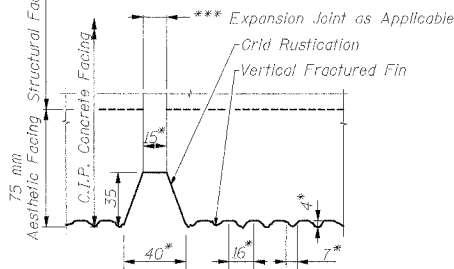 *** Expansion Joint as Applicable
Grid Rustication
Vertical Fractured Fin
Structural Fac
C.I.P. Concrete Facing
75 mm
Aesthetic Facing
15*
35
4*
40*
16*
7*